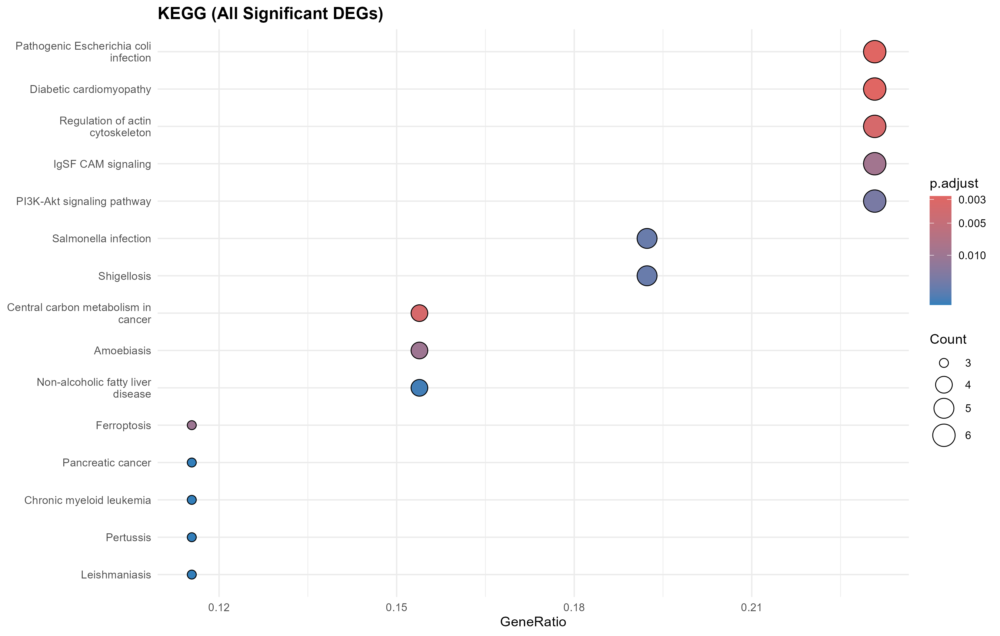 KEGG (All Significant DEGs)
Pathogenic Escherichia coli
infection
Diabetic cardiomyopathy
Regulation of actin
cytoskeleton
IgSF CAM signaling
PI3K-Akt signaling pathway
Salmonella infection
Shigellosis
Central carbon metabolism in
cancer
Amoebiasis
Non-alcoholic fatty liver
disease
Ferroptosis
Pancreatic cancer
Chronic myeloid leukemia
Pertussis
Leishmaniasis
0.12 0.15 0.18 0.21
GeneRatio
p.adjust
0.003
0.005
0.010
Count
3
4
5
6